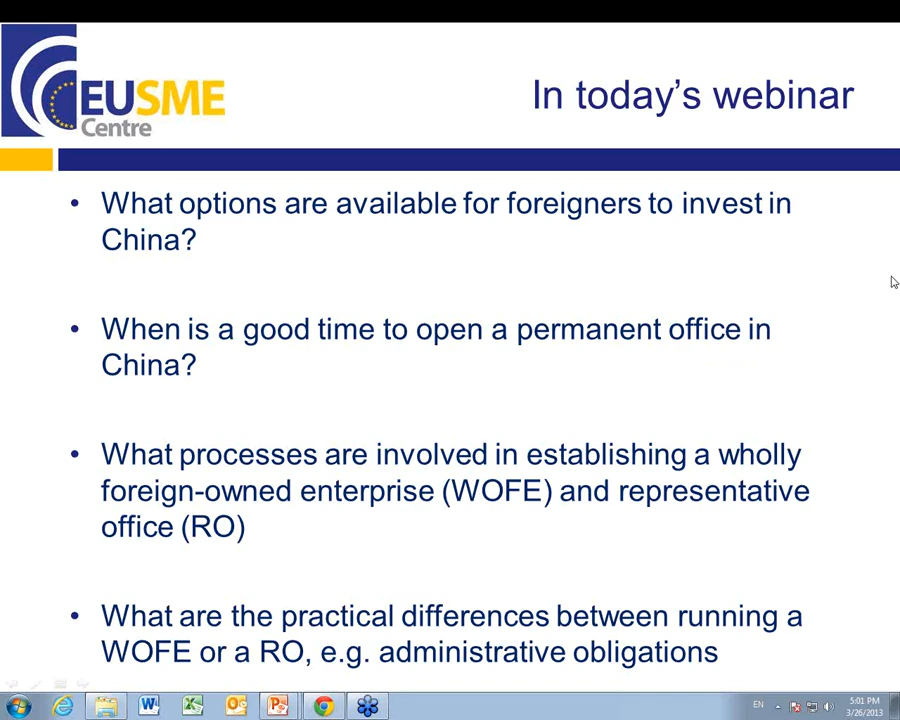 EUSME
Centre
In today's webinar
• What options are available for foreigners to invest in
China?
• When is a good time to open a permanent office in
China?
• What processes are involved in establishing a wholly
foreign-owned enterprise (WOFE) and representative
office (RO)
• What are the practical differences between running a
WOFE or a RO, e.g. administrative obligations
EN
5:01 PM
3/26/2013